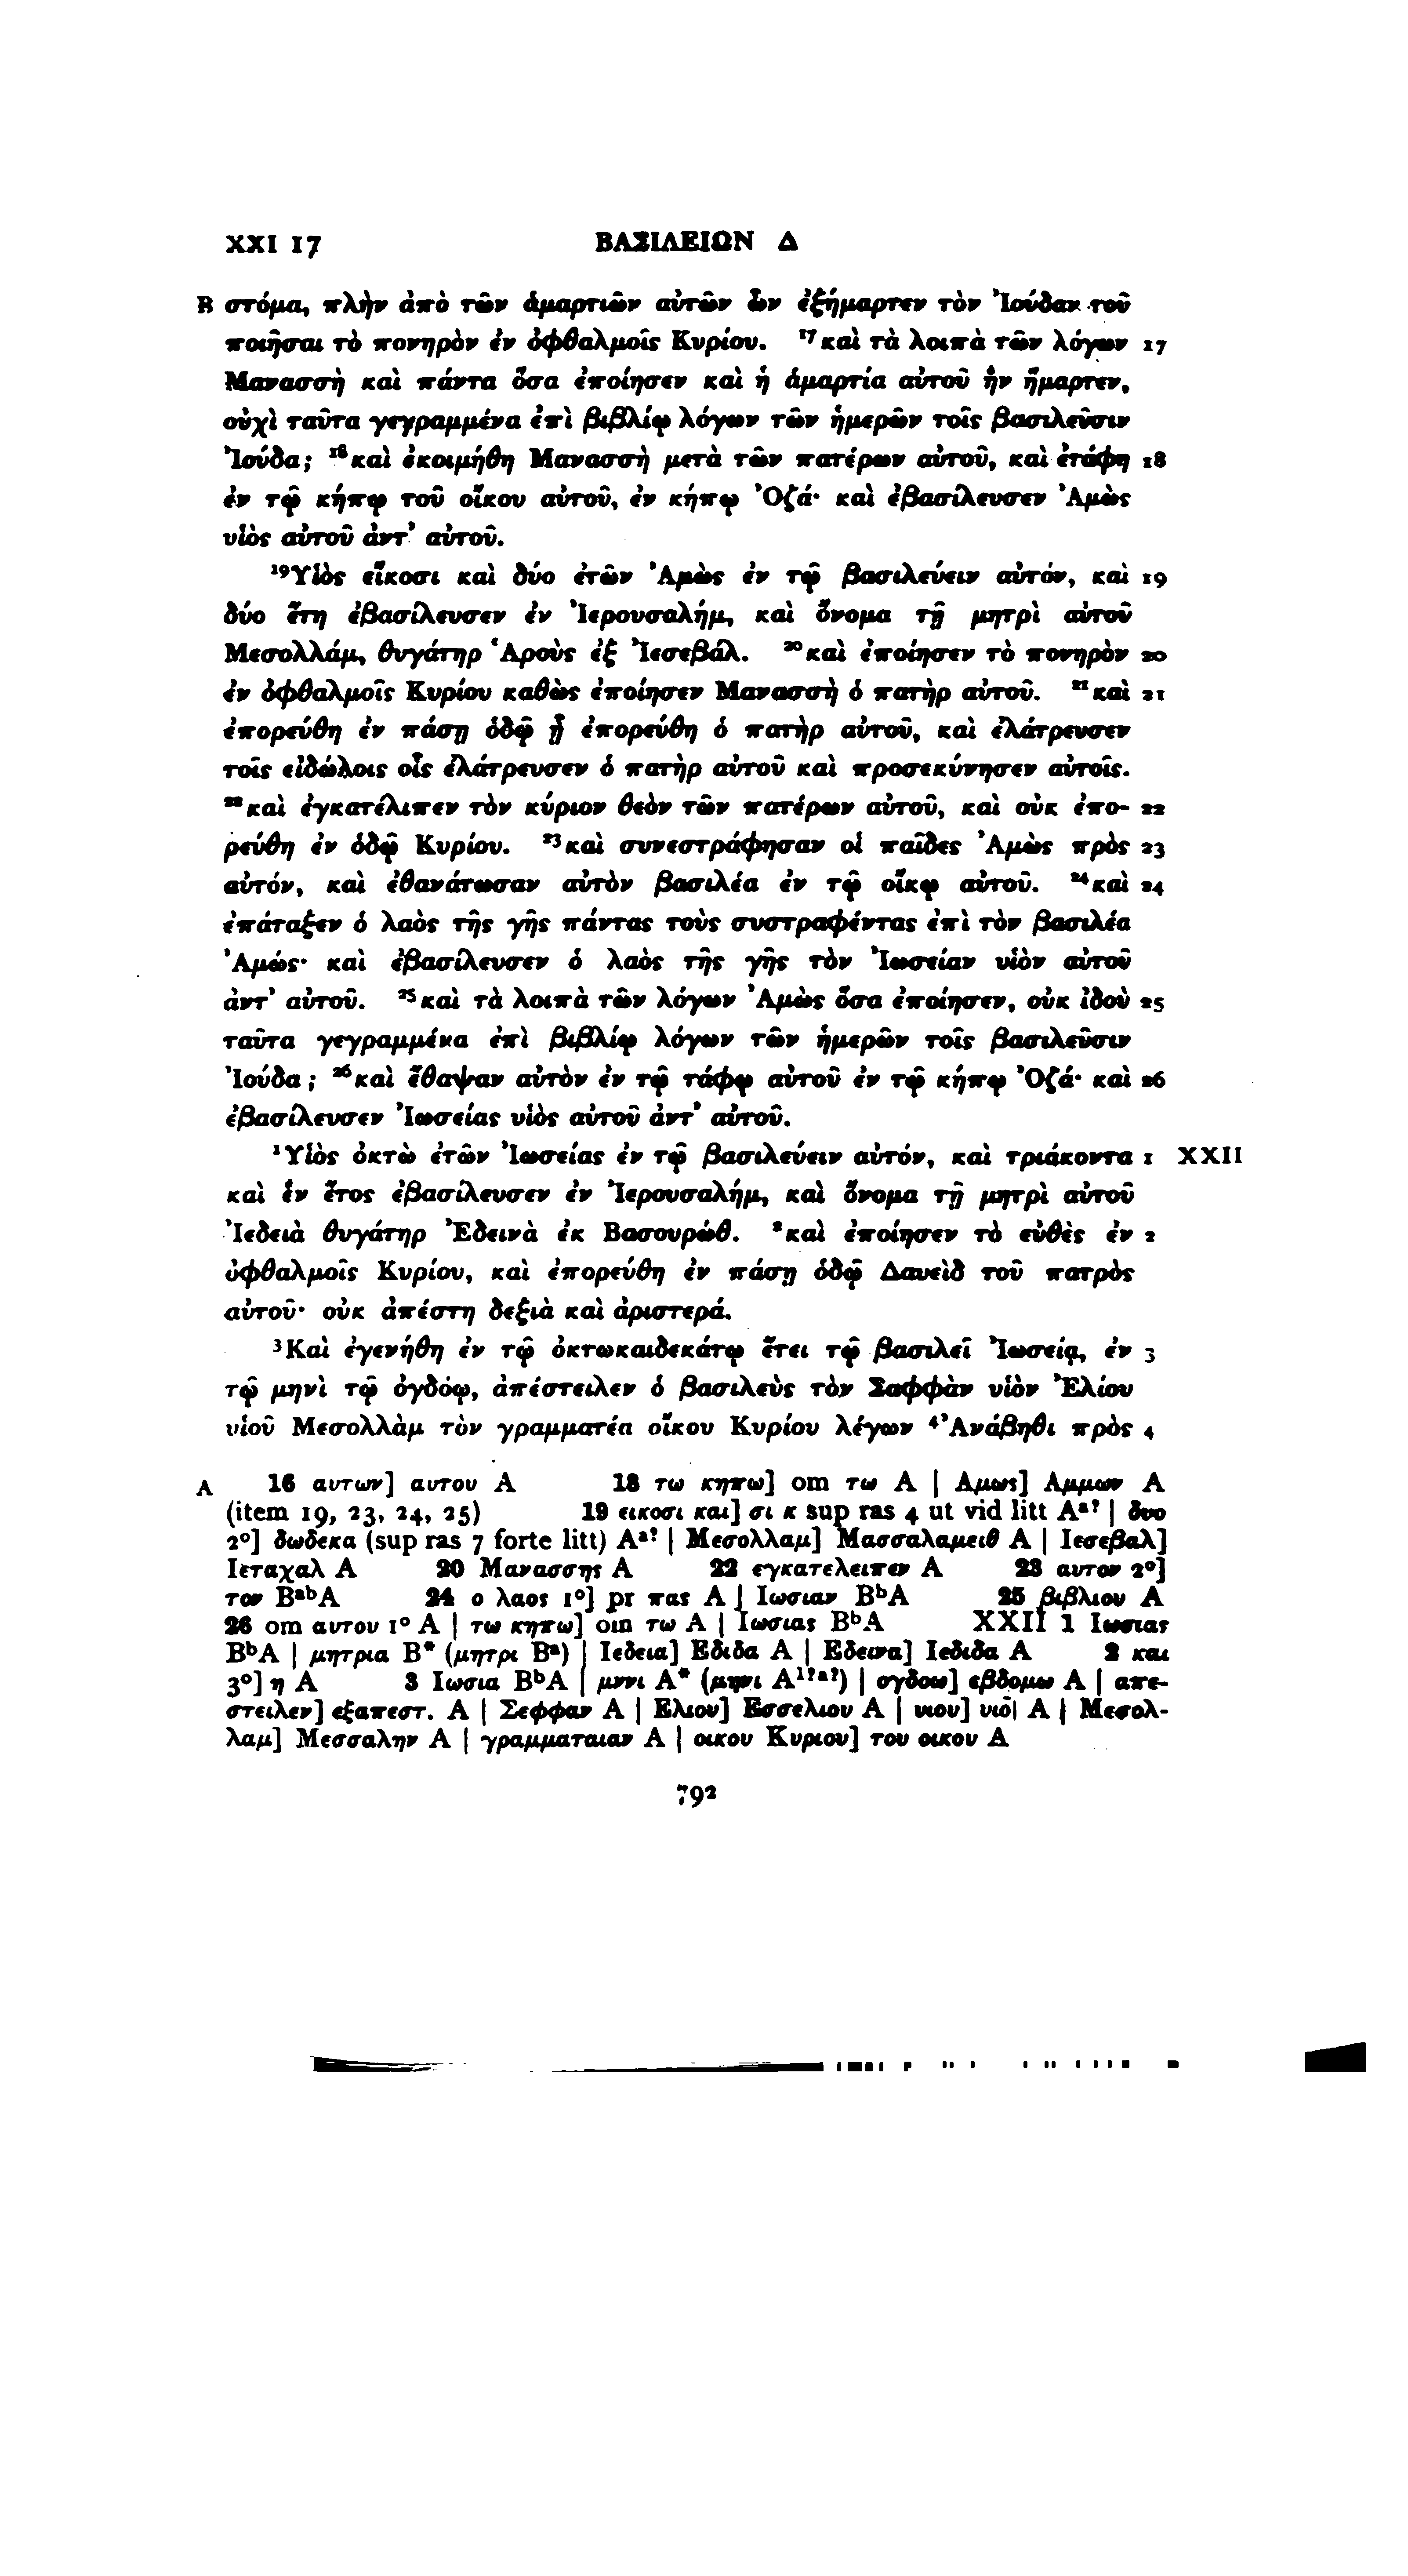 XXI 17 ΒΑΣΙΛΕΙΩΝ Δ
B στόμα, πλὴν ἀπὸ τῶν ἁμαρτιῶν αὐτῶν ὧν ἐξήμαρτεν τὸν Ἰούδαν τοῦ
ποιῆσαι τὸ πονηρὸν ἐν ὀφθαλμοῖς Κυρίου. ¹⁷καὶ τὰ λοιπὰ τῶν λόγων 17
Μανασσὴ καὶ πάντα ὅσα ἐποίησεν καὶ ἡ ἁμαρτία αὐτοῦ ἣν ἥμαρτεν,
οὐχὶ ταῦτα γεγραμμένα ἐπὶ βιβλίῳ λόγων τῶν ἡμερῶν τοῖς βασιλεῦσιν
Ἰούδα; ¹⁸καὶ ἐκοιμήθη Μανασσὴ μετὰ τῶν πατέρων αὐτοῦ, καὶ ἐτάφη 18
ἐν τῷ κήπῳ τοῦ οἴκου αὐτοῦ, ἐν κήπῳ Ὀζά· καὶ ἐβασίλευσεν Ἀμὼς
υἱὸς αὐτοῦ ἀντ’ αὐτοῦ.
¹⁹Υἱὸς εἴκοσι καὶ δύο ἐτῶν Ἀμὼς ἐν τῷ βασιλεύειν αὐτόν, καὶ 19
δύο ἔτη ἐβασίλευσεν ἐν Ἰερουσαλήμ, καὶ ὄνομα τῇ μητρὶ αὐτοῦ
Μεσολλάμ, θυγάτηρ Ἁροὺς ἐξ Ἰεσεβάλ. ²⁰καὶ ἐποίησεν τὸ πονηρὸν 20
ἐν ὀφθαλμοῖς Κυρίου καθὼς ἐποίησεν Μανασσὴ ὁ πατὴρ αὐτοῦ. ²¹καὶ 21
ἐπορεύθη ἐν πάσῃ ὁδῷ ᾗ ἐπορεύθη ὁ πατὴρ αὐτοῦ, καὶ ἐλάτρευσεν
τοῖς εἰδώλοις οἷς ἐλάτρευσεν ὁ πατὴρ αὐτοῦ καὶ προσεκύνησεν αὐτοῖς.
²²καὶ ἐγκατέλιπεν τὸν κύριον θεὸν τῶν πατέρων αὐτοῦ, καὶ οὐκ ἐπο- 22
ρεύθη ἐν ὁδῷ Κυρίου. ²³καὶ συνεστράφησαν οἱ παῖδες Ἀμὼς πρὸς 23
αὐτόν, καὶ ἐθανάτωσαν αὐτὸν βασιλέα ἐν τῷ οἴκῳ αὐτοῦ. ²⁴καὶ 24
ἐπάταξεν ὁ λαὸς τῆς γῆς πάντας τοὺς συστραφέντας ἐπὶ τὸν βασιλέα
Ἀμώς· καὶ ἐβασίλευσεν ὁ λαὸς τῆς γῆς τὸν Ἰωσείαν υἱὸν αὐτοῦ
ἀντ’ αὐτοῦ. ²⁵καὶ τὰ λοιπὰ τῶν λόγων Ἀμὼς ὅσα ἐποίησεν, οὐκ ἰδοὺ 25
ταῦτα γεγραμμένα ἐπὶ βιβλίῳ λόγων τῶν ἡμερῶν τοῖς βασιλεῦσιν
Ἰούδα; ²⁶καὶ ἔθαψαν αὐτὸν ἐν τῷ τάφῳ αὐτοῦ ἐν τῷ κήπῳ Ὀζά· καὶ 26
ἐβασίλευσεν Ἰωσείας υἱὸς αὐτοῦ ἀντ’ αὐτοῦ.
¹Υἱὸς ὀκτὼ ἐτῶν Ἰωσείας ἐν τῷ βασιλεύειν αὐτόν, καὶ τριάκοντα 1 XXII
καὶ ἓν ἔτος ἐβασίλευσεν ἐν Ἰερουσαλήμ, καὶ ὄνομα τῇ μητρὶ αὐτοῦ
Ἰεδειὰ θυγάτηρ Ἐδεινὰ ἐκ Βασουρώθ. ²καὶ ἐποίησεν τὸ εὐθὲς ἐν 2
ὀφθαλμοῖς Κυρίου, καὶ ἐπορεύθη ἐν πάσῃ ὁδῷ Δαυεὶδ τοῦ πατρὸς
αὐτοῦ· οὐκ ἀπέστη δεξιὰ καὶ ἀριστερά.
³Καὶ ἐγενήθη ἐν τῷ ὀκτωκαιδεκάτῳ ἔτει τῷ βασιλεῖ Ἰωσείᾳ, ἐν 3
τῷ μηνὶ τῷ ὀγδόῳ, ἀπέστειλεν ὁ βασιλεὺς τὸν Σαφφὰν υἱὸν Ἐλίου
υἱοῦ Μεσολλὰμ τὸν γραμματέα οἴκου Κυρίου λέγων ⁴Ἀνάβηθι πρὸς 4
A 16 αυτων] αυτου A 18 τω κηπω] om τω A | Αμως] Αμμων A
(item 19, 23, 24, 25) 19 εικοσι και] σι κ sup ras 4 ut vid litt Aᵃ? | δυο
2°] δωδεκα (sup ras 7 forte litt) Aᵃ? | Μεσολλαμ] Μασσαλαμειθ A | Ιεσεβαλ]
Ιεταχαλ A 20 Μανασσης A 22 εγκατελειπεν A 23 αυτον 2°]
τον BᵃᵇA 24 ο λαος 1°] pr πας A | Ιωσιαν BᵇA 25 βιβλιου A
26 om αυτου 1° A | τω κηπω] om τω A | Ιωσιας BᵇA XXII 1 Ιωσιας
BᵇA | μητρια B* (μητρι Bᵃ) | Ιεδεια] Εδιδα A | Εδεινα] Ιεδιδα A 2 και
3°] η A 3 Ιωσια BᵇA | μννι A* (μηνι A¹?ᵃ?) | ογδοω] εβδομω A | απε-
στειλεν] εξαπεστ. A | Σεφφαν A | Ελιου] Εσσελιου A | υιου] υιο̅| A | Μεσολ-
λαμ] Μεσσαλην A | γραμματαιαν A | οικου Κυριου] του οικου A
792